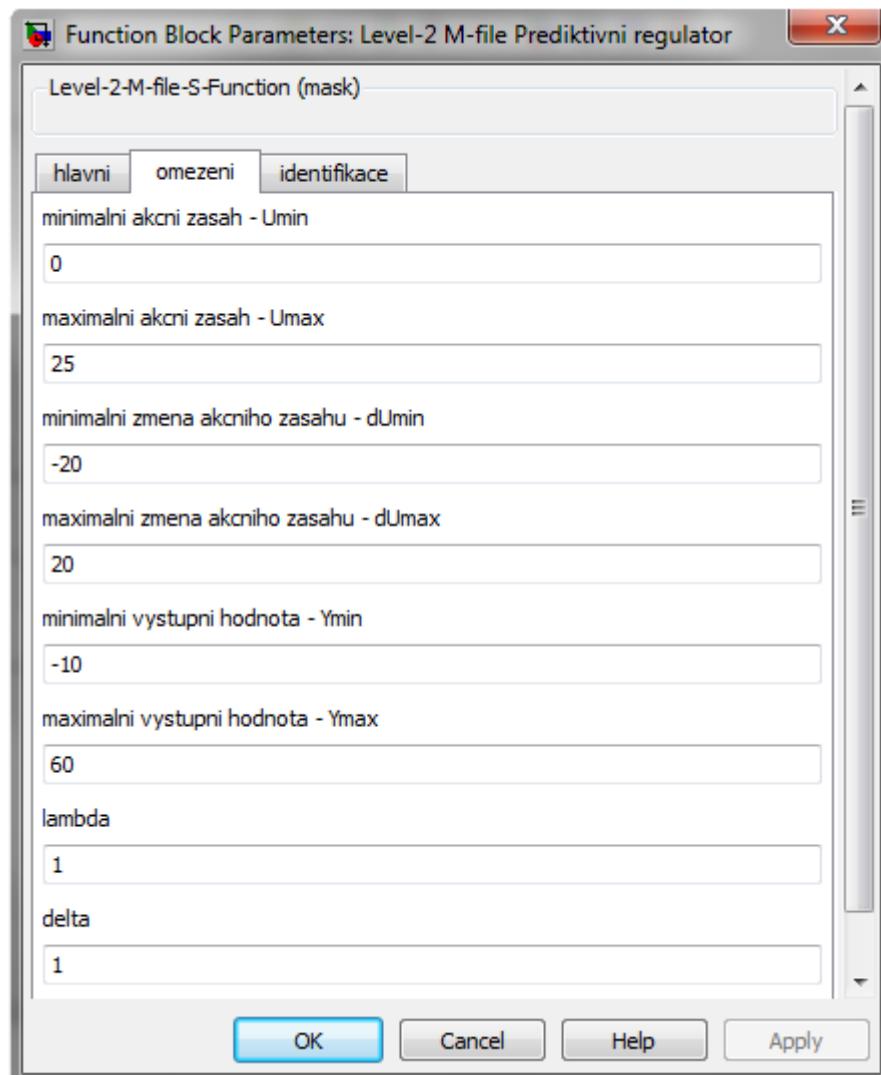 Function Block Parameters: Level-2 M-file Prediktivni regulator
Level-2-M-file-S-Function (mask)
hlavni omezeni identifikace
minimalni akcni zasah - Umin
0
maximalni akcni zasah - Umax
25
minimalni zmena akcniho zasahu - dUmin
-20
maximalni zmena akcniho zasahu - dUmax
20
minimalni vystupni hodnota - Ymin
-10
maximalni vystupni hodnota - Ymax
60
lambda
1
delta
1
OK Cancel Help Apply